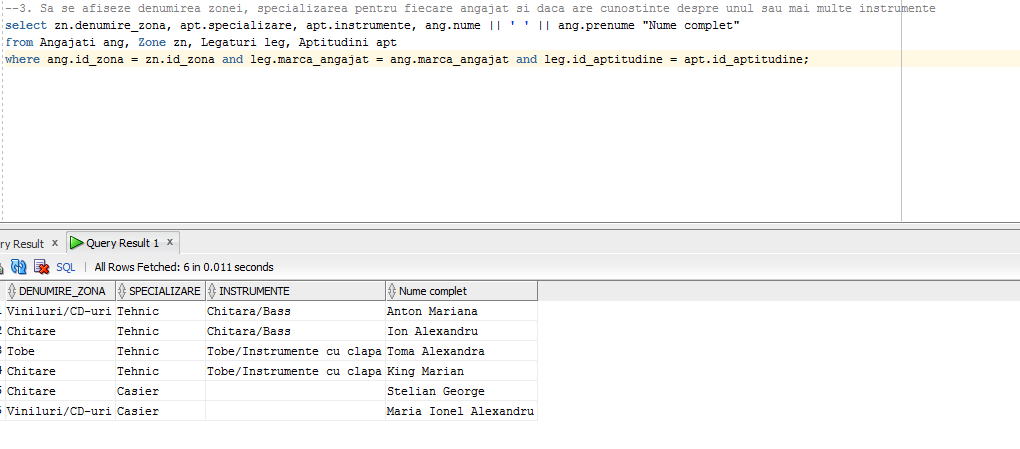 --3. Sa se afiseze denumirea zonei, specializarea pentru fiecare angajat si daca are cunostinte despre unul sau mai multe instrumente
select zn.denumire_zona, apt.specializare, apt.instrumente, ang.nume || ' ' || ang.prenume "Nume complet"
from Angajati ang, Zone zn, Legaturi leg, Aptitudini apt
where ang.id_zona = zn.id_zona and leg.marca_angajat = ang.marca_angajat and leg.id_aptitudine = apt.id_aptitudine;
ry Result x Query Result 1 x
SQL | All Rows Fetched: 6 in 0.011 seconds
DENUMIRE_ZONA SPECIALIZARE INSTRUMENTE Nume complet
Viniluri/CD-uri Tehnic Chitara/Bass Anton Mariana
Chitare Tehnic Chitara/Bass Ion Alexandru
Tobe Tehnic Tobe/Instrumente cu clapa Toma Alexandra
Chitare Tehnic Tobe/Instrumente cu clapa King Marian
Chitare Casier Stelian George
Viniluri/CD-uri Casier Maria Ionel Alexandru